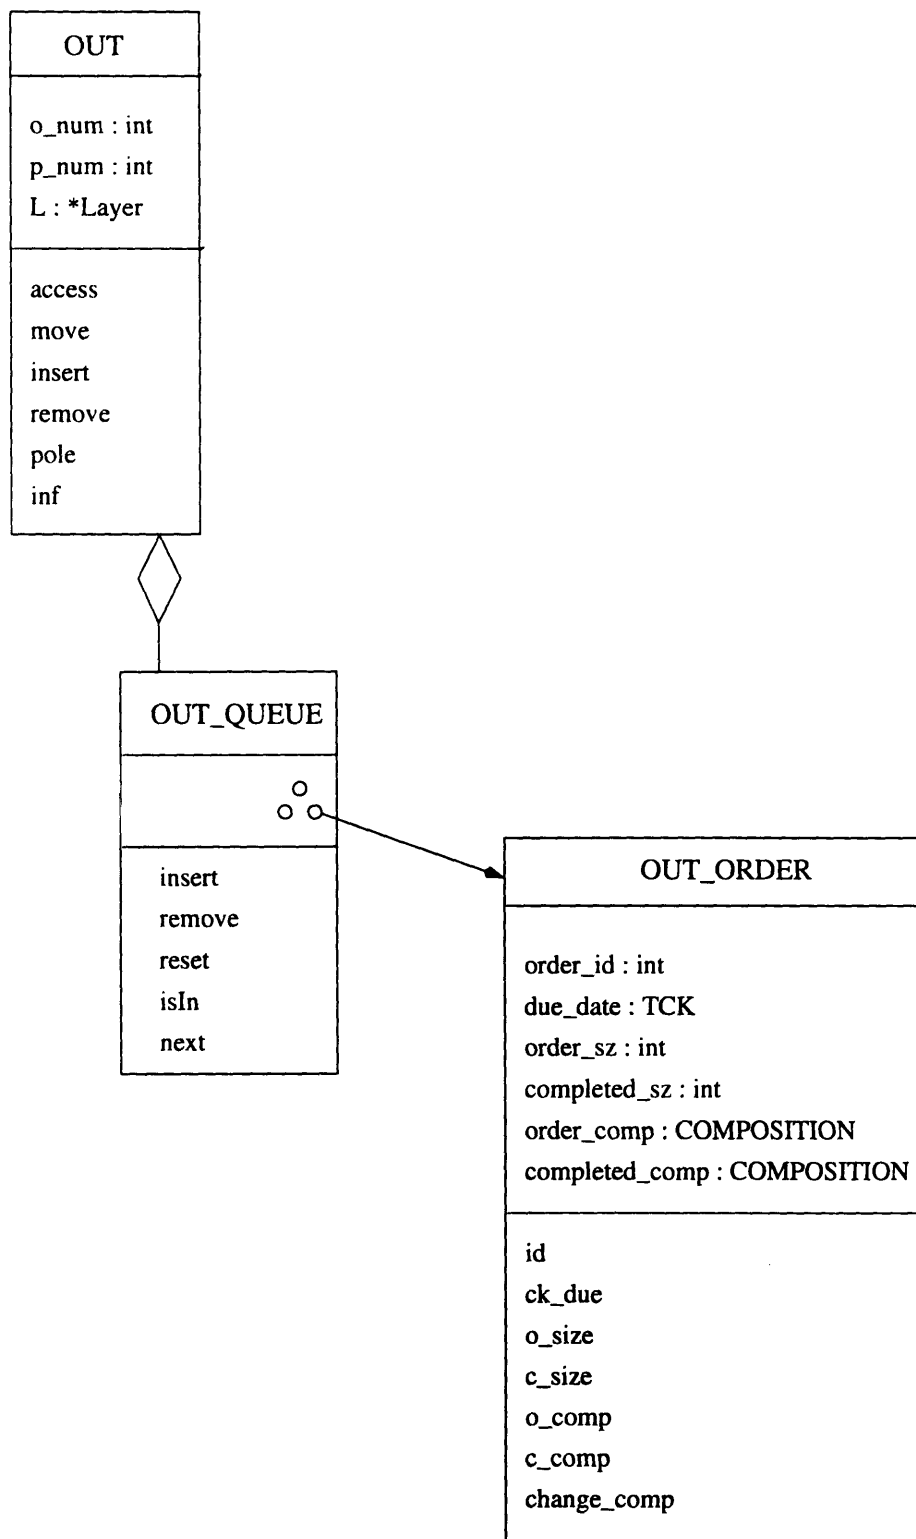 OUT
o_num : int
p_num : int
L : *Layer
access
move
insert
remove
pole
inf
OUT_QUEUE
insert
remove
reset
isIn
next
OUT_ORDER
order_id : int
due_date : TCK
order_sz : int
completed_sz : int
order_comp : COMPOSITION
completed_comp : COMPOSITION
id
ck_due
o_size
c_size
o_comp
c_comp
change_comp